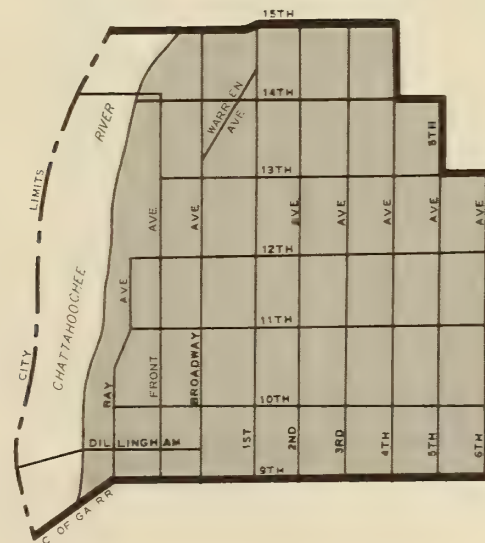 15TH
14TH
WARREN
AVE
RIVER
8TH
13TH
LIMITS
AVE
AVE
AVE
AVE
AVE
AVE
AVE
12TH
AVE
CHATTAHOOCHEE
11TH
CITY
FRONT
BROADWAY
BAY
10TH
DILLINGHAM
1ST
2ND
3RD
4TH
5TH
6TH
9TH
C OF GA RR